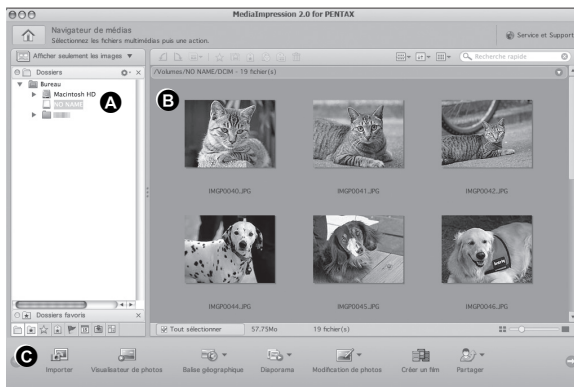 MediaImpression 2.0 for PENTAX
Navigateur de médias
Sélectionnez les fichiers multimédias puis une action.
Service et Support
Afficher seulement les images
Recherche rapide
Dossiers
/Volumes/NO NAME/DCIM - 19 fichier(s)
Bureau
Macintosh HD
NO NAME
A
B
IMGP0040.JPG
IMGP0041.JPG
IMGP0042.JPG
IMGP0044.JPG
IMGP0045.JPG
IMGP0046.JPG
Dossiers favoris
Tout sélectionner
57.75Mo
19 fichier(s)
C
Importer
Visualisateur de photos
Balise géographique
Diaporama
Modification de photos
Créer un film
Partager